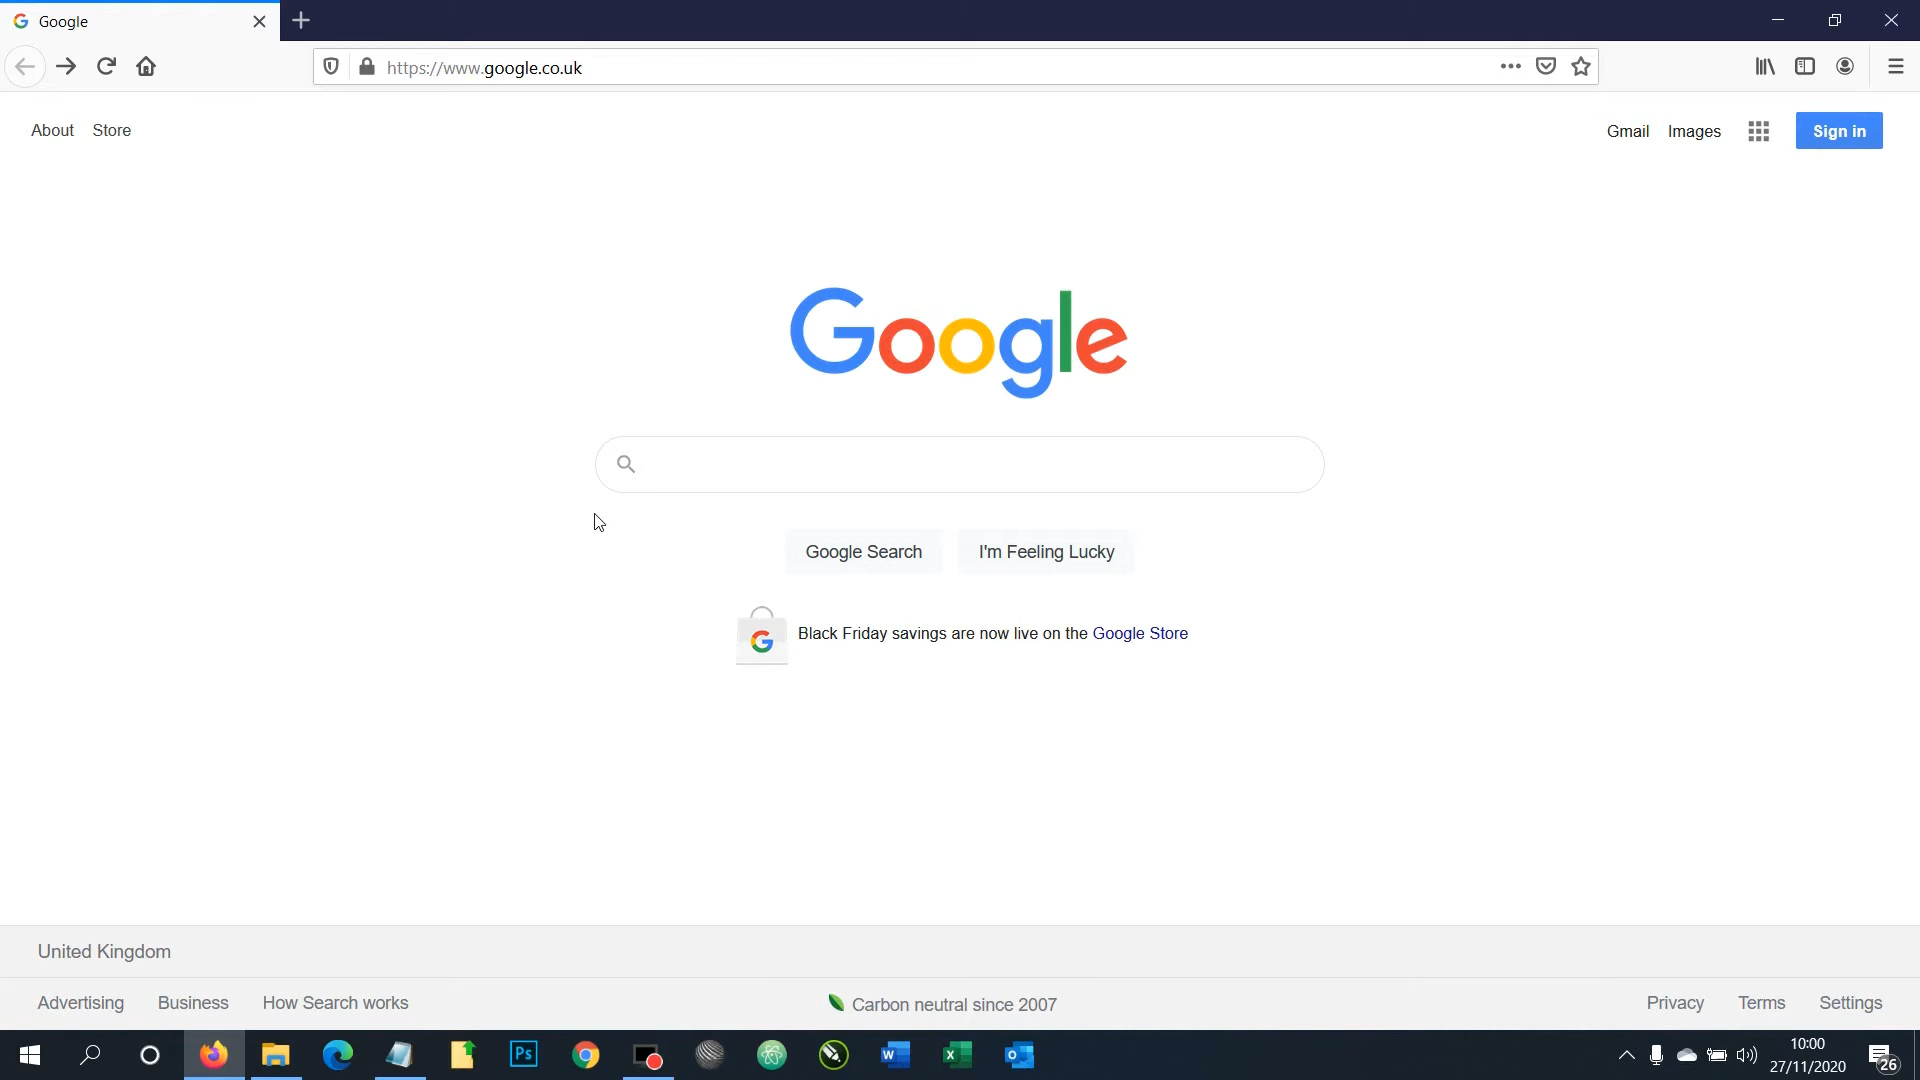 Google
https://www.google.co.uk
About Store
Gmail Images Sign in
Google
Google Search I'm Feeling Lucky
G
Black Friday savings are now live on the Google Store
United Kingdom
Advertising Business How Search works
Carbon neutral since 2007
Privacy Terms Settings
Ps
W
X
O
10:00
27/11/2020
26